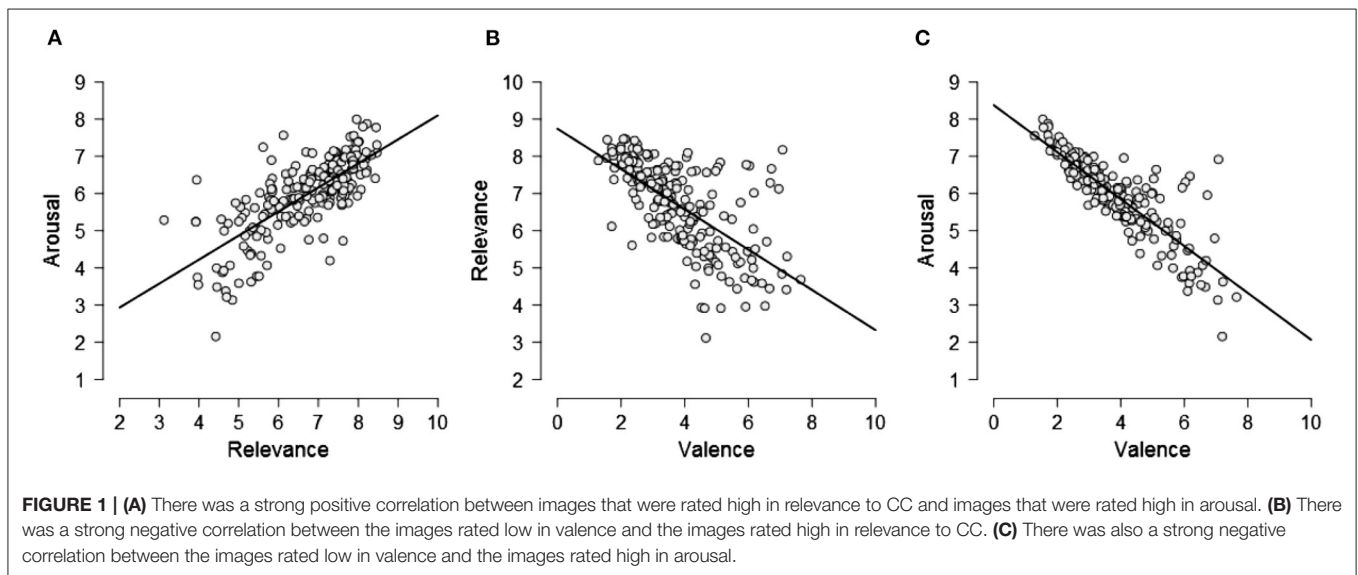 A
B
C
9
8
7
6
5
4
3
2
1
Arousal
2 3 4 5 6 7 8 9 10
Relevance
10
9
8
7
6
5
4
3
2
Relevance
0 2 4 6 8 10
Valence
9
8
7
6
5
4
3
2
1
Arousal
0 2 4 6 8 10
Valence
FIGURE 1 | (A) There was a strong positive correlation between images that were rated high in relevance to CC and images that were rated high in arousal. (B) There
was a strong negative correlation between the images rated low in valence and the images rated high in relevance to CC. (C) There was also a strong negative
correlation between the images rated low in valence and the images rated high in arousal.